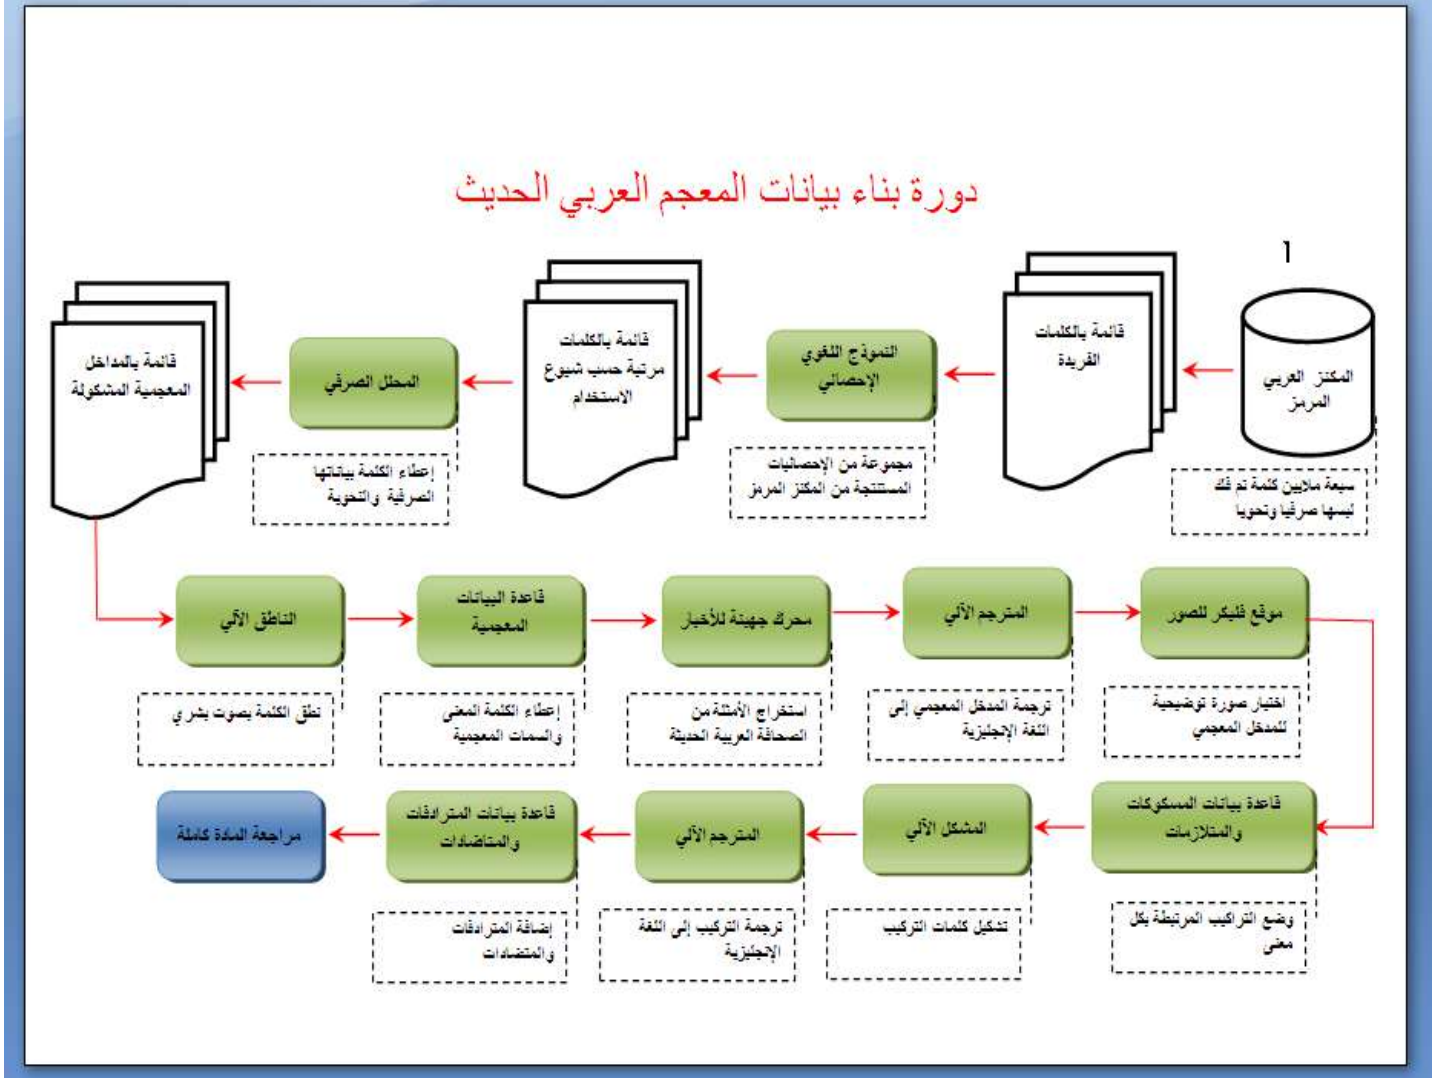 دورة بناء بيانات المعجم العربي الحديث
1
المكنز العربي
المرمز
سبعة ملايين كلمة تم فك
لبسها صرفيا ونحويا
قائمة بالكلمات
الفريدة
النموذج اللغوي
الإحصائي
مجموعة من الإحصائيات
المستنتجة من المكنز المرمز
قائمة بالكلمات
مرتبة حسب شيوع
الاستخدام
المحلل الصرفي
إعطاء الكلمة بياناتها
الصرفية والنحوية
قائمة بالمداخل
المعجمية المشكولة
الناطق الآلي
نطق الكلمة بصوت بشري
قاعدة البيانات
المعجمية
إعطاء الكلمة المعنى
والسمات المعجمية
محرك جهينة للأخبار
استخراج الأمثلة من
الصحافة العربية الحديثة
المترجم الآلي
ترجمة المدخل المعجمي إلى
اللغة الإنجليزية
موقع فليكر للصور
اختيار صورة توضيحية
للمدخل المعجمي
قاعدة بيانات المسكوكات
والمتلازمات
وضع التراكيب المرتبطة بكل
معنى
المشكل الآلي
تشكيل كلمات التركيب
المترجم الآلي
ترجمة التركيب إلى اللغة
الإنجليزية
قاعدة بيانات المترادفات
والمتاضادات
إضافة المترادفات
والمتضادات
مراجعة المادة كاملة